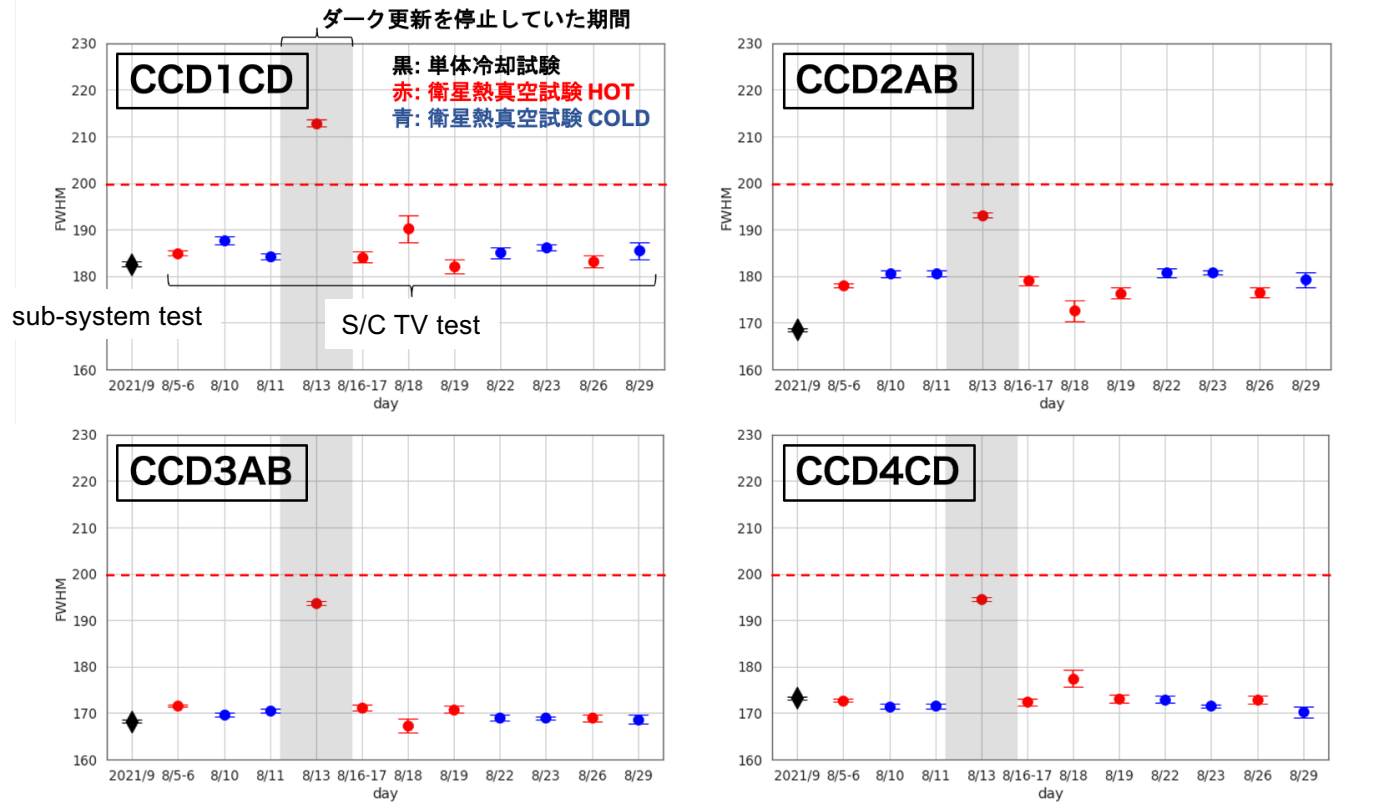 ダーク更新を停止していた期間
CCD1CD
黒: 単体冷却試験
赤: 衛星熱真空試験 HOT
青: 衛星熱真空試験 COLD
230
220
210
200
190
180
170
160
FWHM
sub-system test
S/C TV test
2021/9 8/5-6 8/10 8/11 8/13 8/16-17 8/18 8/19 8/22 8/23 8/26 8/29
day
CCD2AB
230
220
210
200
190
180
170
160
FWHM
2021/9 8/5-6 8/10 8/11 8/13 8/16-17 8/18 8/19 8/22 8/23 8/26 8/29
day
CCD3AB
230
220
210
200
190
180
170
160
FWHM
2021/9 8/5-6 8/10 8/11 8/13 8/16-17 8/18 8/19 8/22 8/23 8/26 8/29
day
CCD4CD
230
220
210
200
190
180
170
160
FWHM
2021/9 8/5-6 8/10 8/11 8/13 8/16-17 8/18 8/19 8/22 8/23 8/26 8/29
day